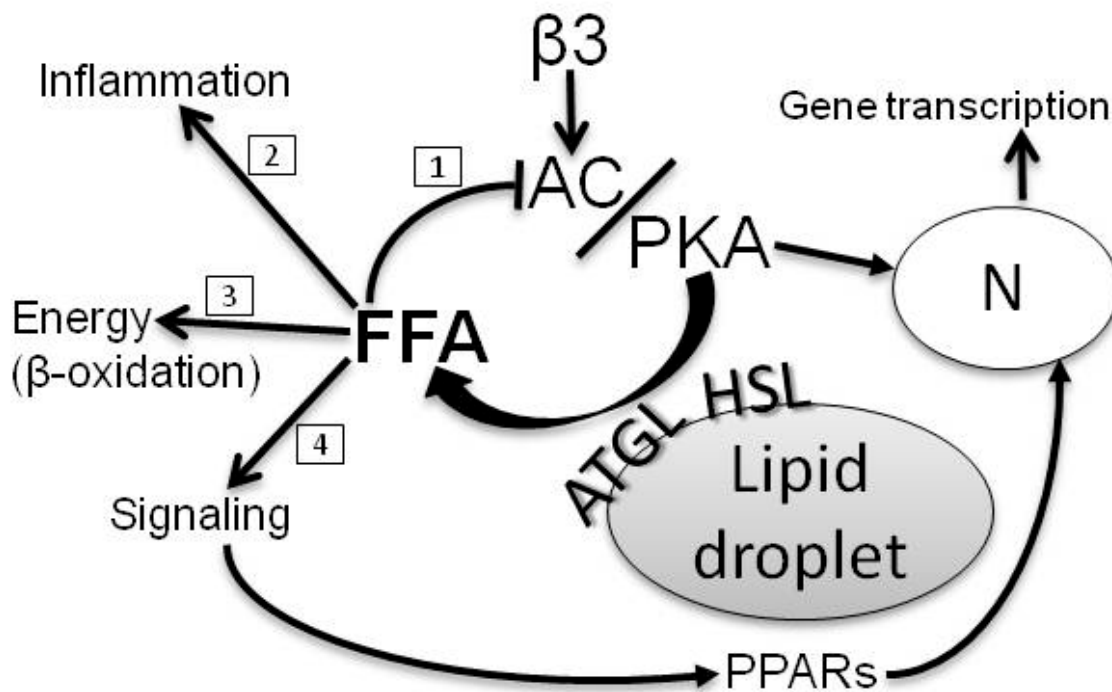 β3
Inflammation
Gene transcription
2
1
AC
PKA
N
3
Energy
(β-oxidation)
FFA
ATGL HSL
4
Lipid
droplet
Signaling
PPARs